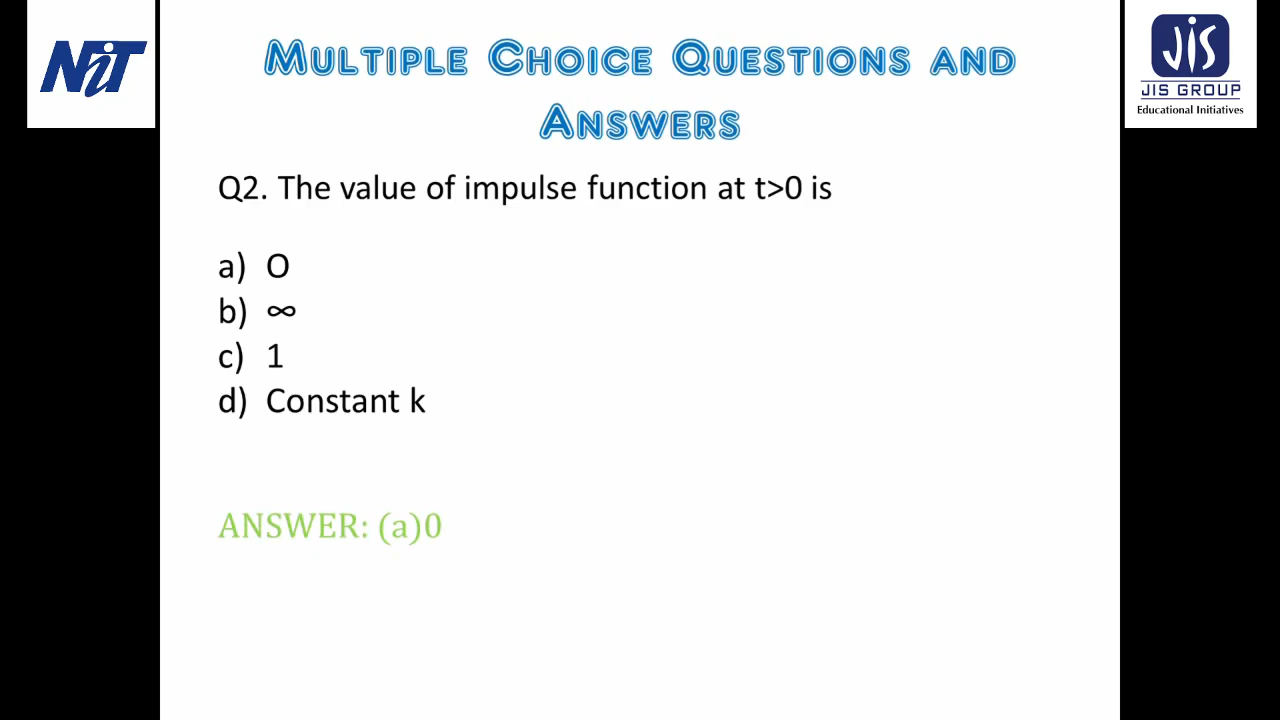 NiT
JIS
JIS GROUP
Educational Initiatives
MULTIPLE CHOICE QUESTIONS AND
ANSWERS
Q2. The value of impulse function at t>0 is
a) O
b) ∞
c) 1
d) Constant k
ANSWER: (a)0